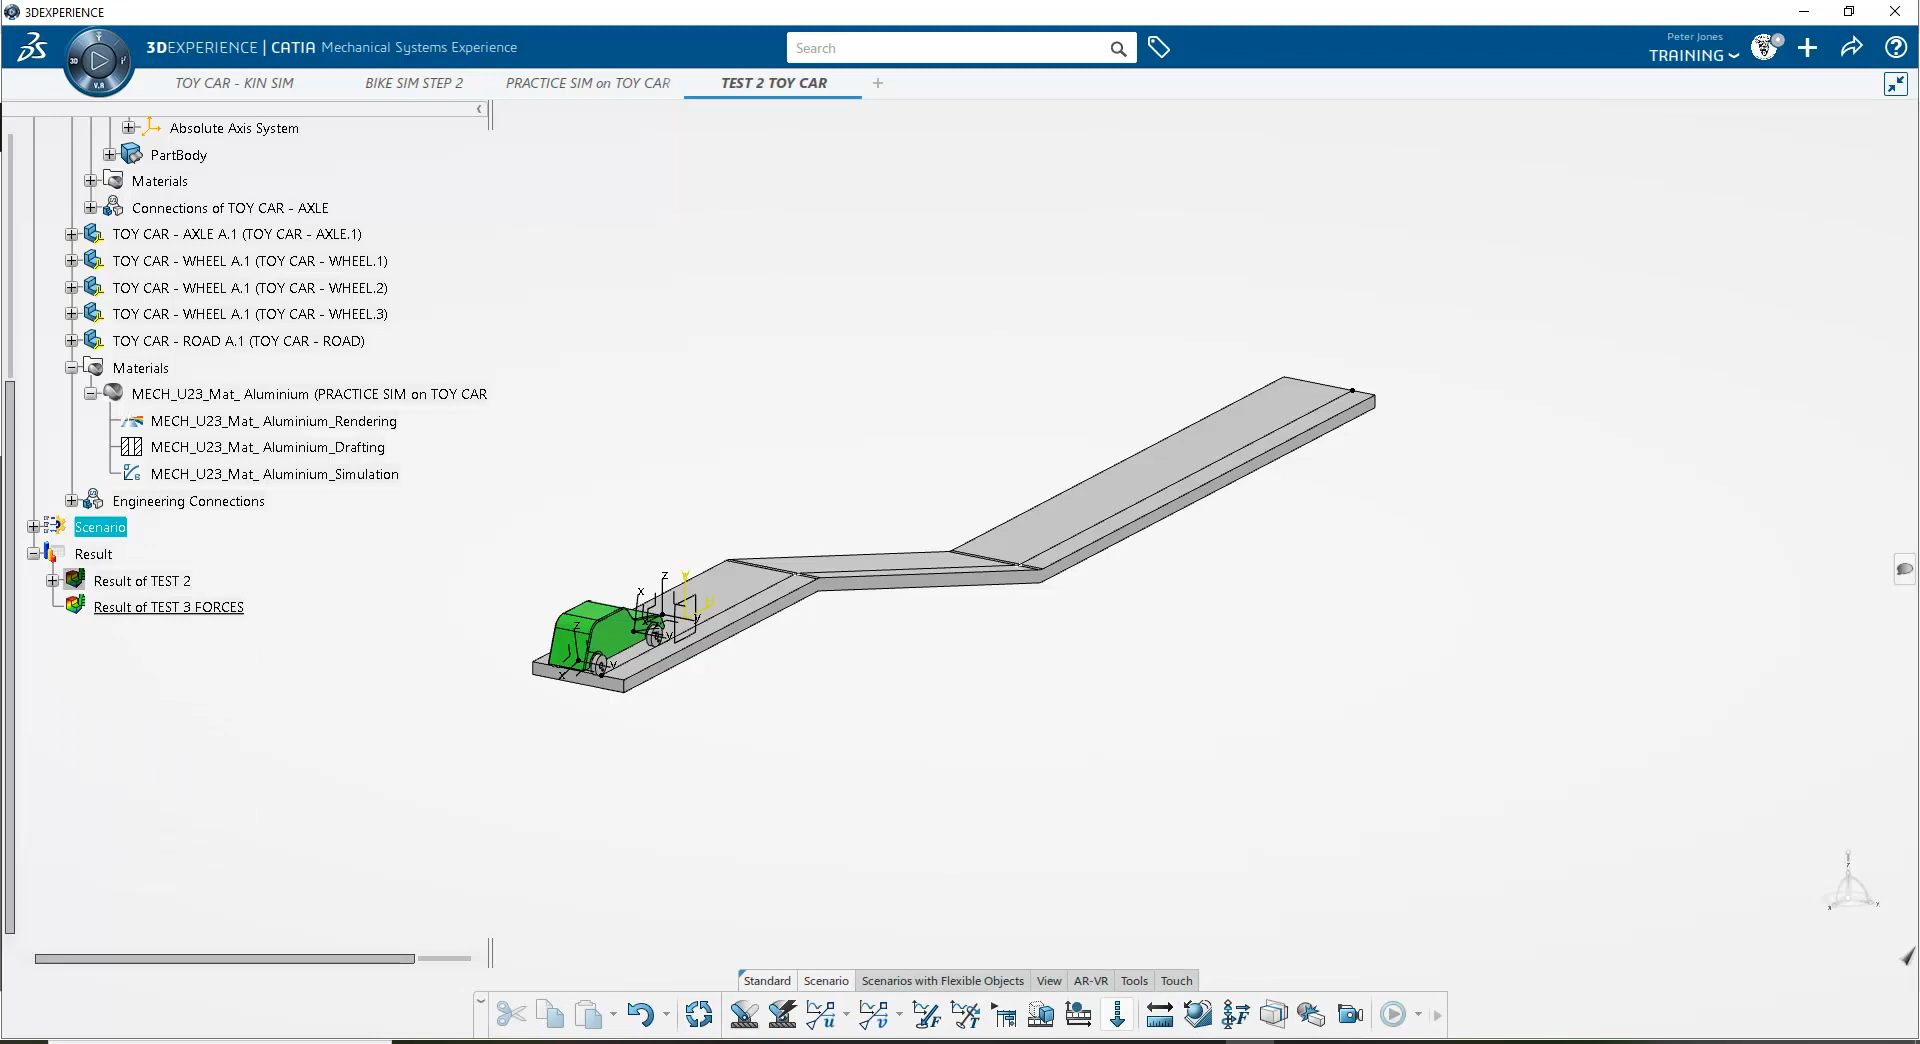 3DEXPERIENCE
3DEXPERIENCE | CATIA Mechanical Systems Experience
Search
Peter Jones
TRAINING
3D
V.R
TOY CAR - KIN SIM
BIKE SIM STEP 2
PRACTICE SIM on TOY CAR
TEST 2 TOY CAR
Absolute Axis System
PartBody
Materials
Connections of TOY CAR - AXLE
TOY CAR - AXLE A.1 (TOY CAR - AXLE.1)
TOY CAR - WHEEL A.1 (TOY CAR - WHEEL.1)
TOY CAR - WHEEL A.1 (TOY CAR - WHEEL.2)
TOY CAR - WHEEL A.1 (TOY CAR - WHEEL.3)
TOY CAR - ROAD A.1 (TOY CAR - ROAD)
Materials
MECH_U23_Mat_ Aluminium (PRACTICE SIM on TOY CAR
MECH_U23_Mat_ Aluminium_Rendering
MECH_U23_Mat_ Aluminium_Drafting
MECH_U23_Mat_ Aluminium_Simulation
Engineering Connections
Scenario
Result
Result of TEST 2
Result of TEST 3 FORCES
Standard
Scenario
Scenarios with Flexible Objects
View
AR-VR
Tools
Touch